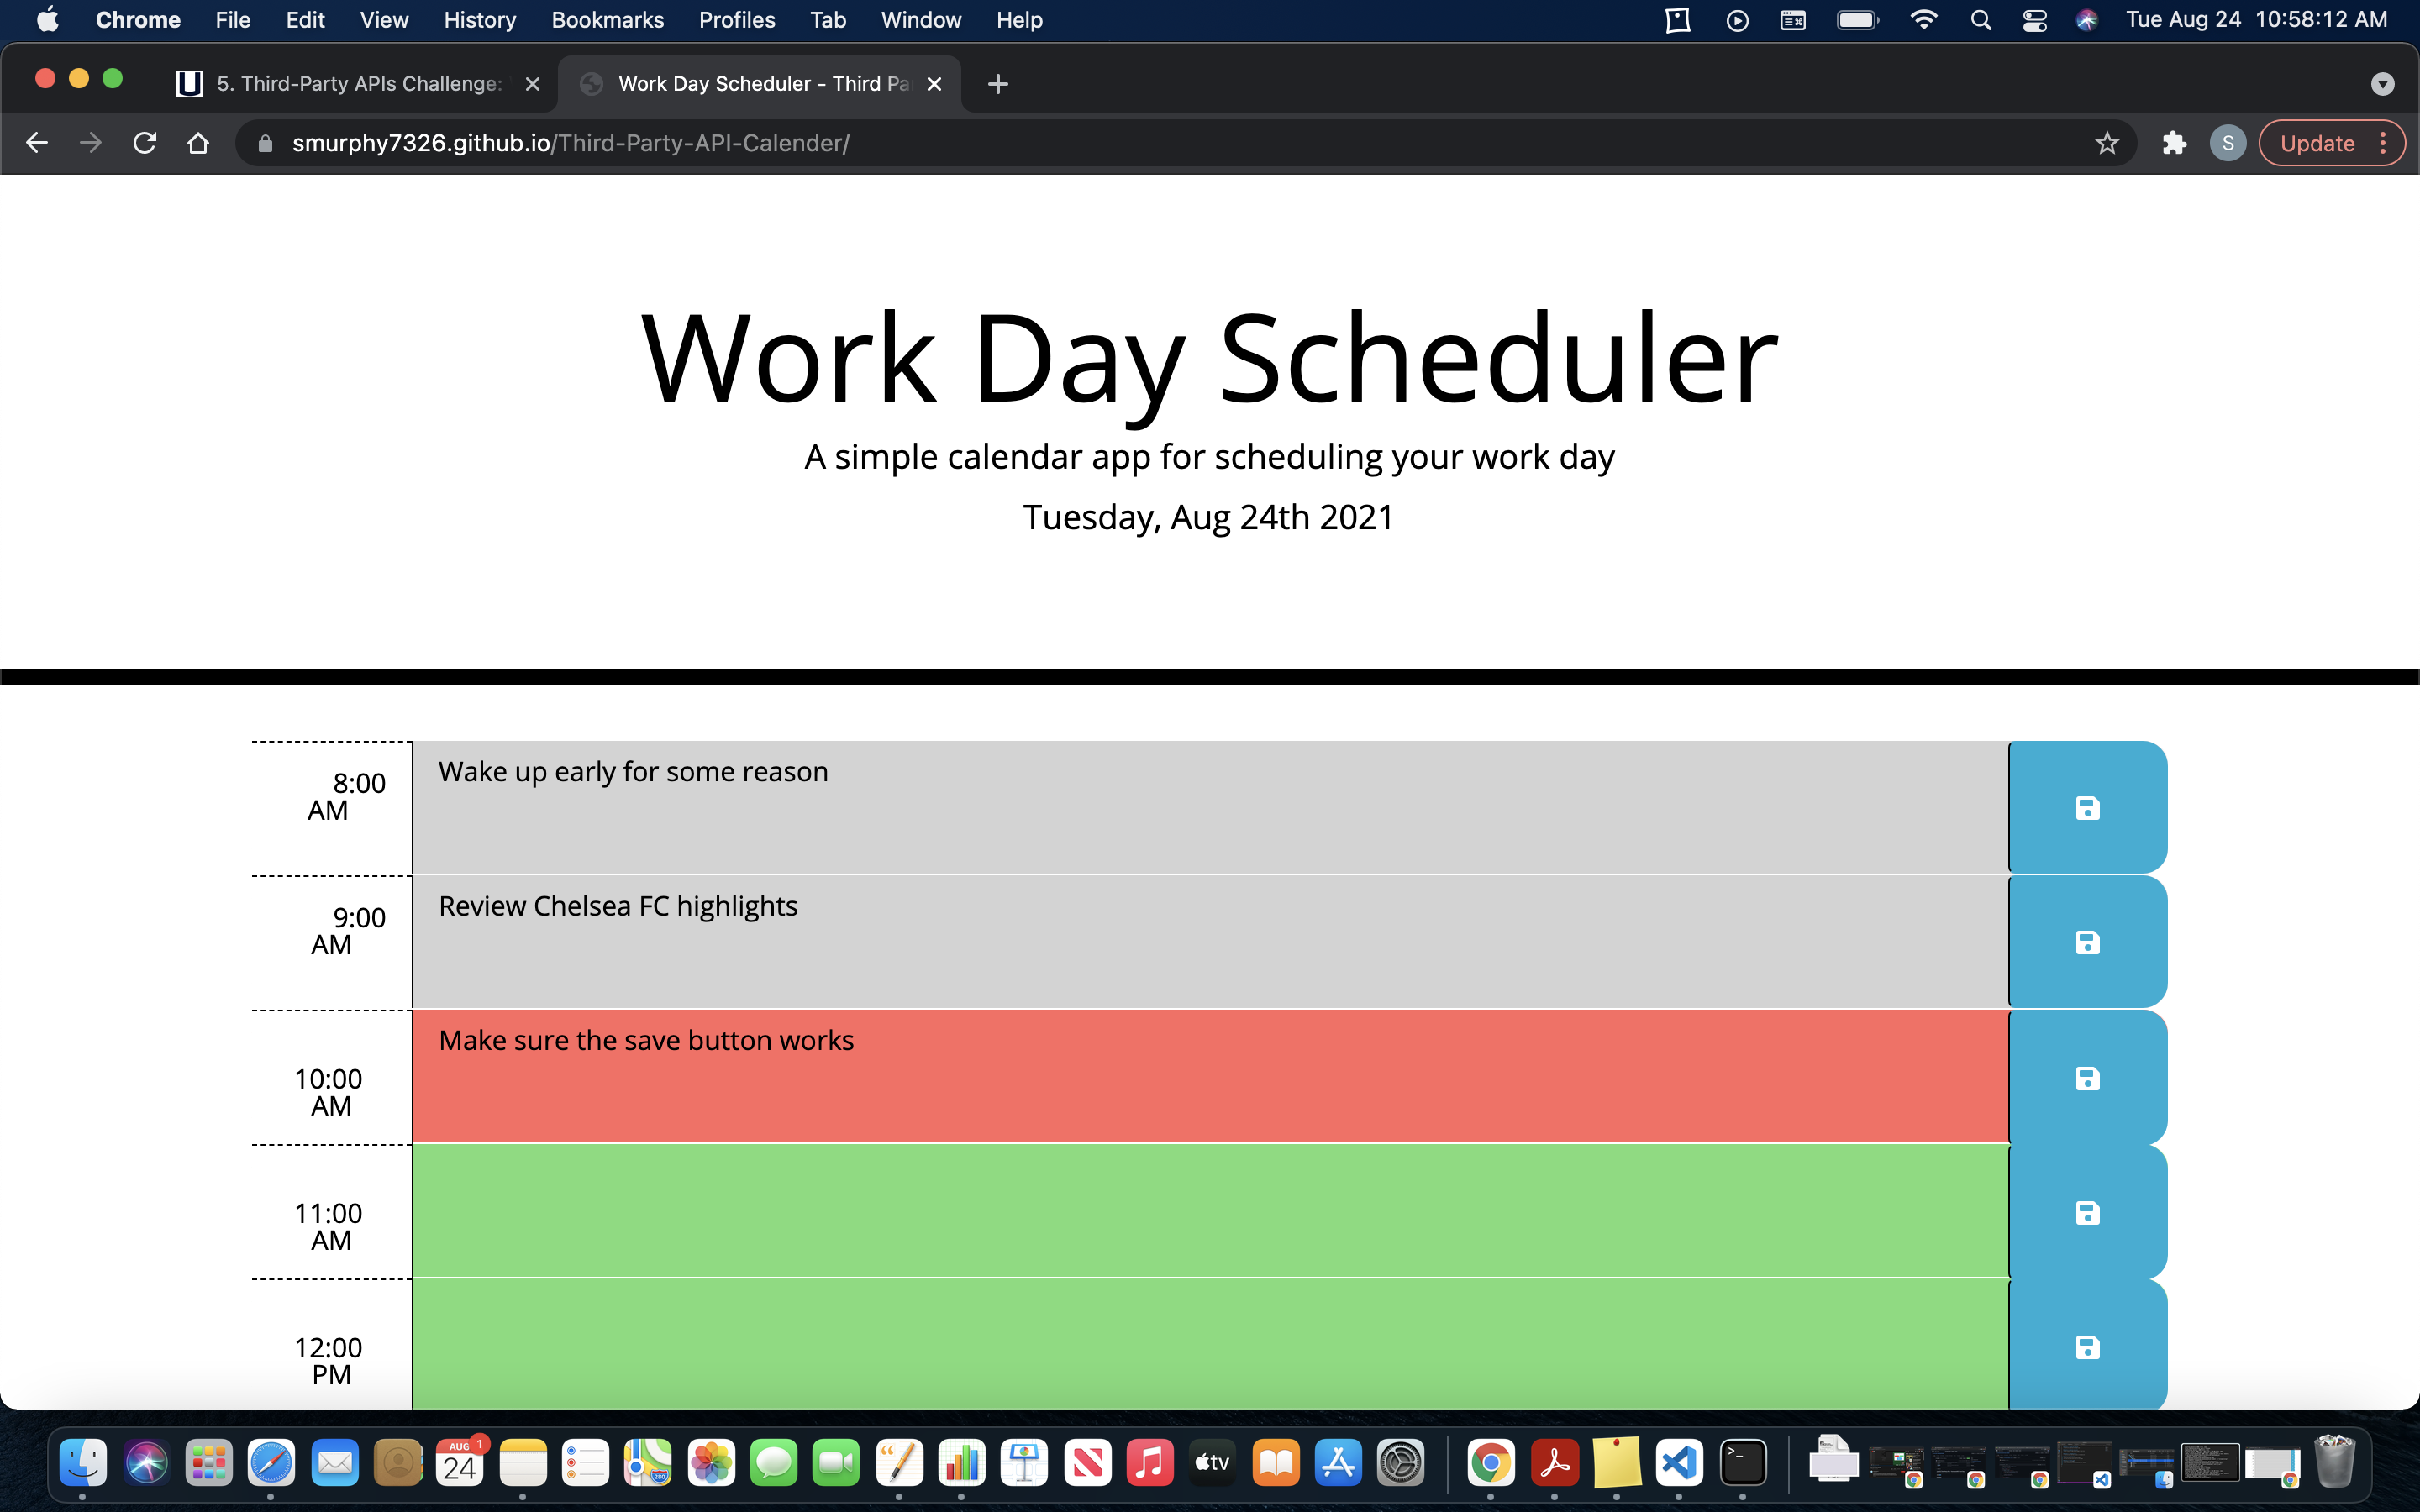 Chrome File Edit View History Bookmarks Profiles Tab Window Help Tue Aug 24 10:58:12 AM
5. Third-Party APIs Challenge: Work Day Scheduler - Third Pa
smurphy7326.github.io/Third-Party-API-Calender/ S Update
Work Day Scheduler
A simple calendar app for scheduling your work day
Tuesday, Aug 24th 2021
8:00
AM
Wake up early for some reason
9:00
AM
Review Chelsea FC highlights
Make sure the save button works
10:00
AM
11:00
AM
12:00
PM
AUG 1
24
280
tv